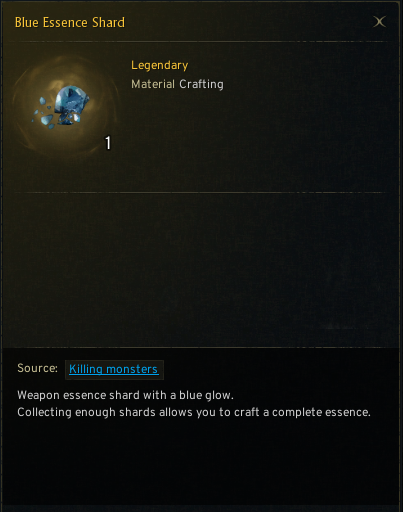 Blue Essence Shard
Legendary
Material Crafting
1
Source: Killing monsters
Weapon essence shard with a blue glow.
Collecting enough shards allows you to craft a complete essence.